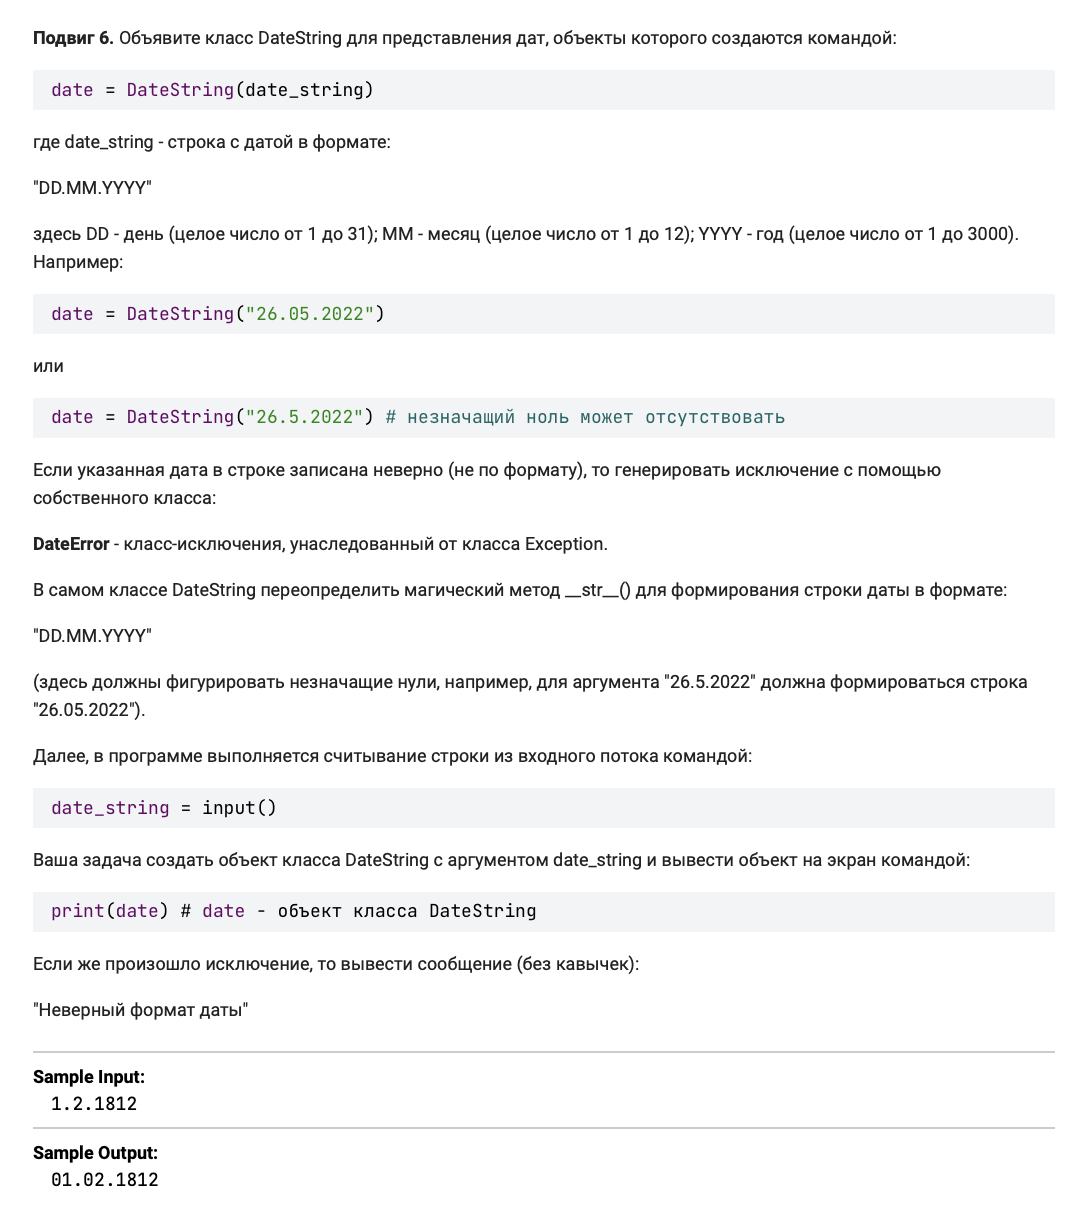 Подвиг 6. Объявите класс DateString для представления дат, объекты которого создаются командой:
date = DateString(date_string)
где date_string - строка с датой в формате:
"DD.MM.YYYY"
здесь DD - день (целое число от 1 до 31); MM - месяц (целое число от 1 до 12); YYYY - год (целое число от 1 до 3000).
Например:
date = DateString("26.05.2022")
или
date = DateString("26.5.2022") # незначащий ноль может отсутствовать
Если указанная дата в строке записана неверно (не по формату), то генерировать исключение с помощью
собственного класса:
DateError - класс-исключения, унаследованный от класса Exception.
В самом классе DateString переопределить магический метод __str__() для формирования строки даты в формате:
"DD.MM.YYYY"
(здесь должны фигурировать незначащие нули, например, для аргумента "26.5.2022" должна формироваться строка
"26.05.2022").
Далее, в программе выполняется считывание строки из входного потока командой:
date_string = input()
Ваша задача создать объект класса DateString с аргументом date_string и вывести объект на экран командой:
print(date) # date - объект класса DateString
Если же произошло исключение, то вывести сообщение (без кавычек):
"Неверный формат даты"
Sample Input:
1.2.1812
Sample Output:
01.02.1812